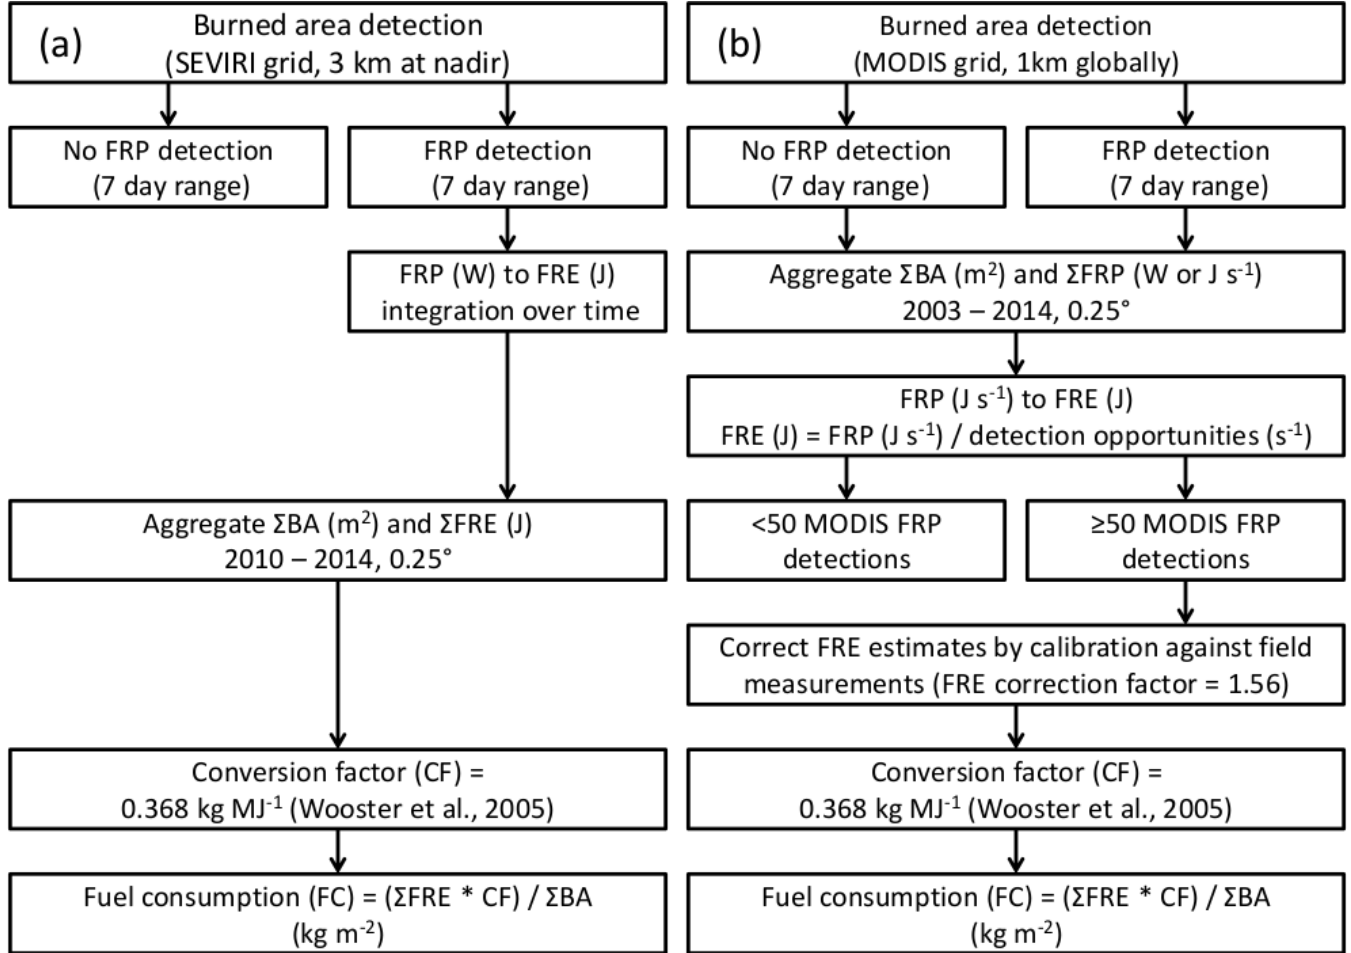 (a)
Burned area detection
(SEVIRI grid, 3 km at nadir)
No FRP detection
(7 day range)
FRP detection
(7 day range)
FRP (W) to FRE (J)
integration over time
Aggregate ΣBA (m²) and ΣFRE (J)
2010 – 2014, 0.25°
Conversion factor (CF) =
0.368 kg MJ⁻¹ (Wooster et al., 2005)
Fuel consumption (FC) = (ΣFRE * CF) / ΣBA
(kg m⁻²)
(b)
Burned area detection
(MODIS grid, 1km globally)
No FRP detection
(7 day range)
FRP detection
(7 day range)
Aggregate ΣBA (m²) and ΣFRP (W or J s⁻¹)
2003 – 2014, 0.25°
FRP (J s⁻¹) to FRE (J)
FRE (J) = FRP (J s⁻¹) / detection opportunities (s⁻¹)
<50 MODIS FRP
detections
≥50 MODIS FRP
detections
Correct FRE estimates by calibration against field
measurements (FRE correction factor = 1.56)
Conversion factor (CF) =
0.368 kg MJ⁻¹ (Wooster et al., 2005)
Fuel consumption (FC) = (ΣFRE * CF) / ΣBA
(kg m⁻²)